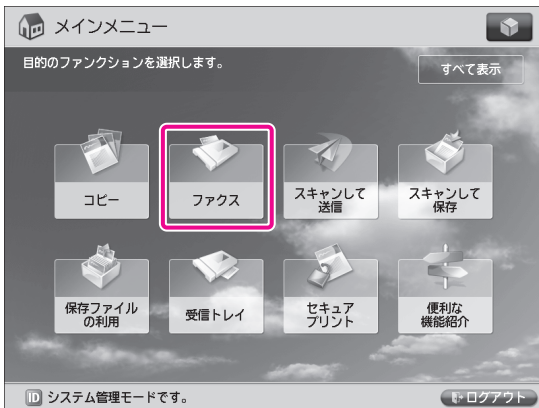 メインメニュー
目的のファンクションを選択します。
すべて表示
コピー
ファクス
スキャンして
送信
スキャンして
保存
保存ファイル
の利用
受信トレイ
セキュア
プリント
便利な
機能紹介
ID システム管理モードです。
ログアウト